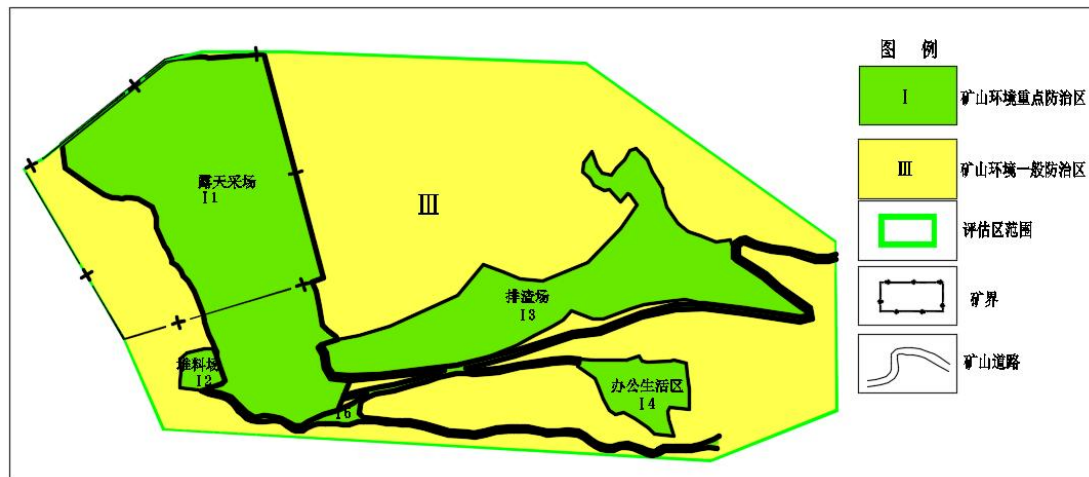 图 例
I
矿山环境重点防治区
III
矿山环境一般防治区
评估区范围
矿界
矿山道路
露天采场
I1
III
排渣场
I3
堆料场
I2
办公生活区
I4